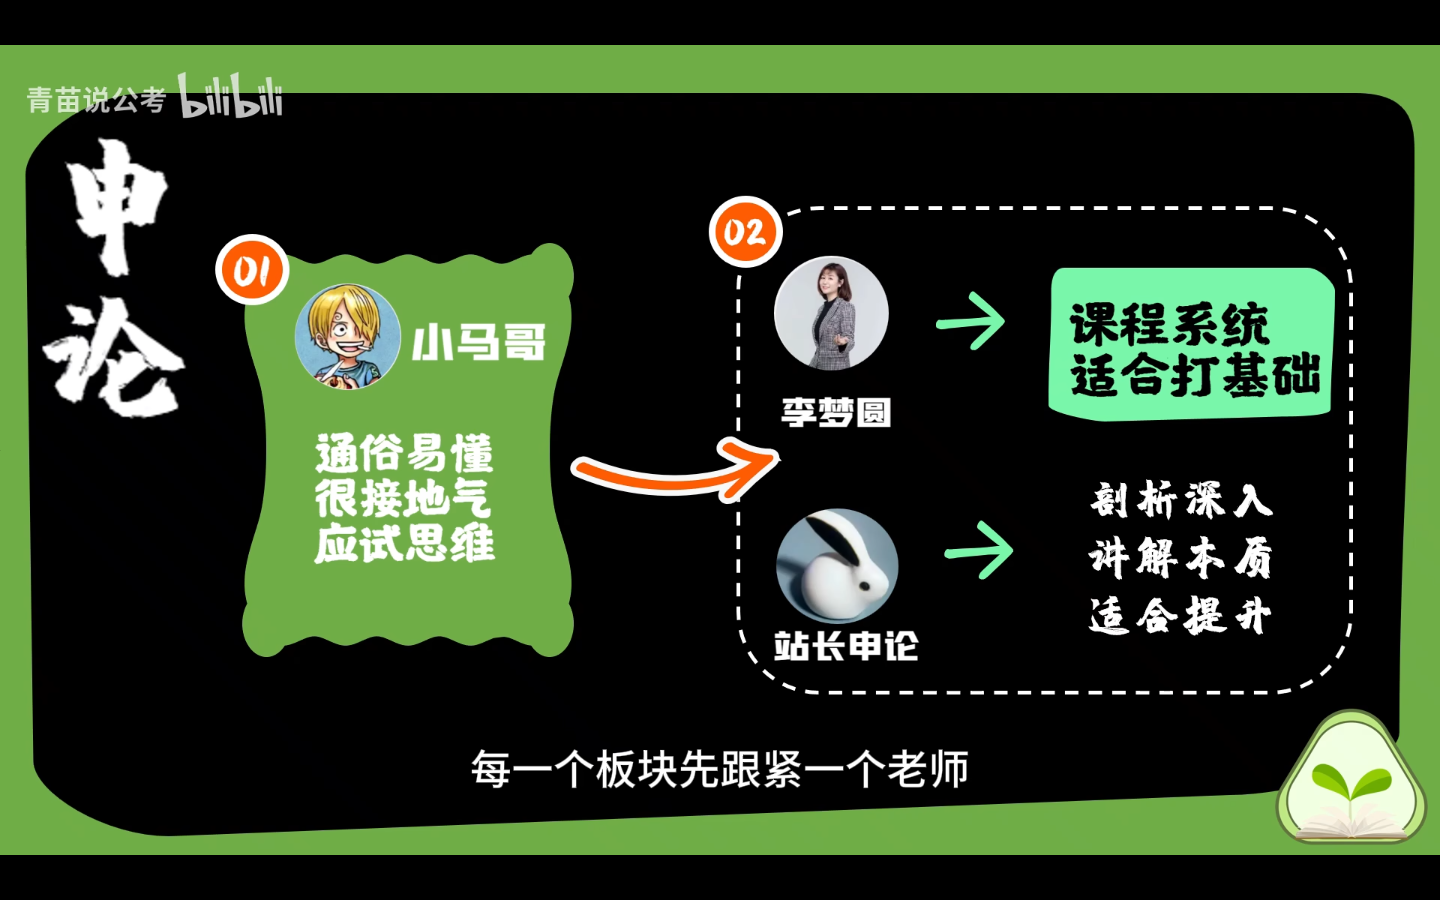 青苗说公考 bilibili
申论
01
小马哥
通俗易懂
很接地气
应试思维
02
李梦圆
课程系统
适合打基础
站长申论
剖析深入
讲解本质
适合提升
每一个板块先跟紧一个老师